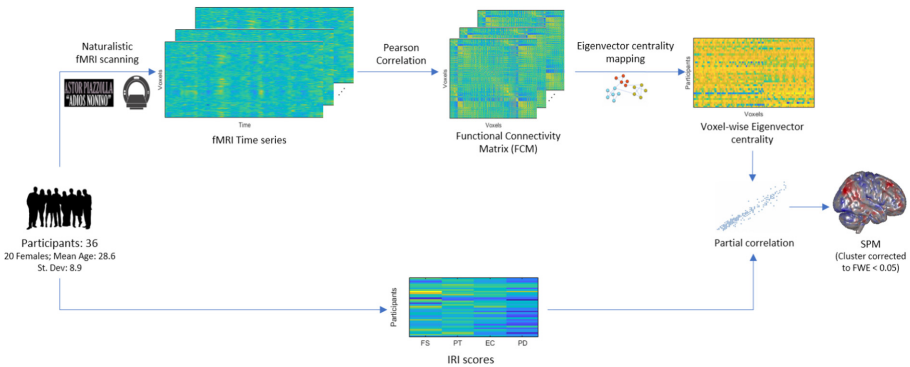 Naturalistic
fMRI scanning
ASTOR PIAZZOLLA
"ADIOS NONINO"
Voxels
Time
fMRI Time series
Pearson
Correlation
Voxels
Voxels
Functional Connectivity
Matrix (FCM)
Eigenvector centrality
mapping
Participants
Voxels
Voxel-wise Eigenvector
centrality
Participants: 36
20 Females; Mean Age: 28.6
St. Dev: 8.9
Partial correlation
SPM
(Cluster corrected
to FWE < 0.05)
Participants
FS PT EC PD
IRI scores